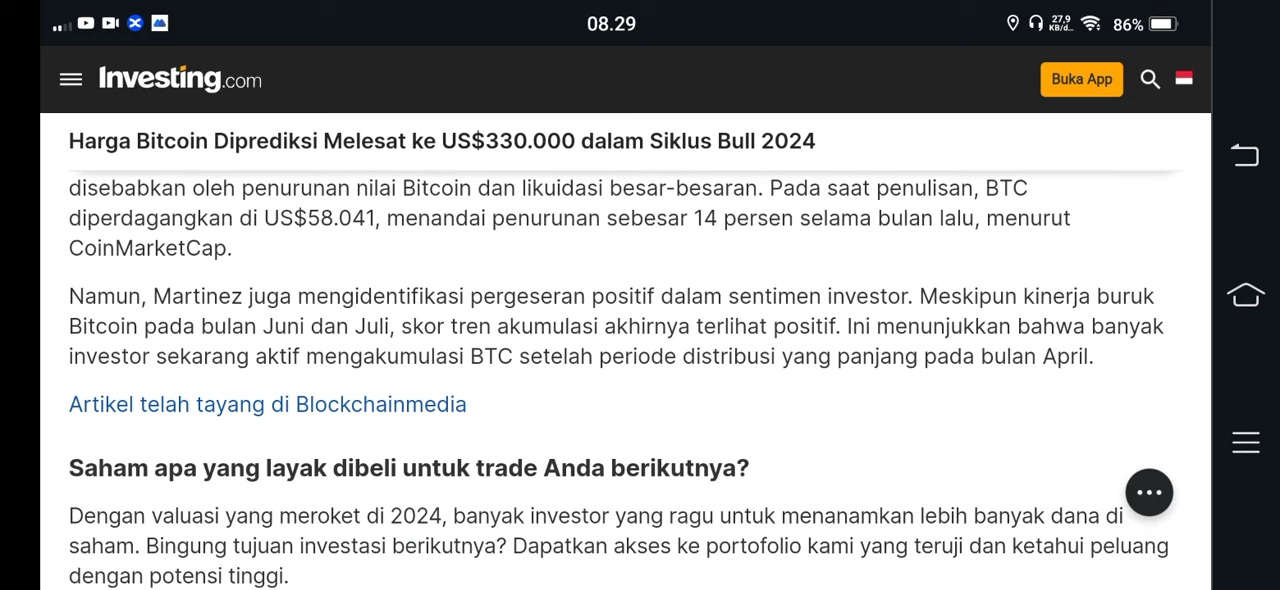 08.29
27,9
KB/d...
86%
Investing.com
Buka App
Harga Bitcoin Diprediksi Melesat ke US$330.000 dalam Siklus Bull 2024
disebabkan oleh penurunan nilai Bitcoin dan likuidasi besar-besaran. Pada saat penulisan, BTC
diperdagangkan di US$58.041, menandai penurunan sebesar 14 persen selama bulan lalu, menurut
CoinMarketCap.
Namun, Martinez juga mengidentifikasi pergeseran positif dalam sentimen investor. Meskipun kinerja buruk
Bitcoin pada bulan Juni dan Juli, skor tren akumulasi akhirnya terlihat positif. Ini menunjukkan bahwa banyak
investor sekarang aktif mengakumulasi BTC setelah periode distribusi yang panjang pada bulan April.
Artikel telah tayang di Blockchainmedia
Saham apa yang layak dibeli untuk trade Anda berikutnya?
Dengan valuasi yang meroket di 2024, banyak investor yang ragu untuk menanamkan lebih banyak dana di
saham. Bingung tujuan investasi berikutnya? Dapatkan akses ke portofolio kami yang teruji dan ketahui peluang
dengan potensi tinggi.